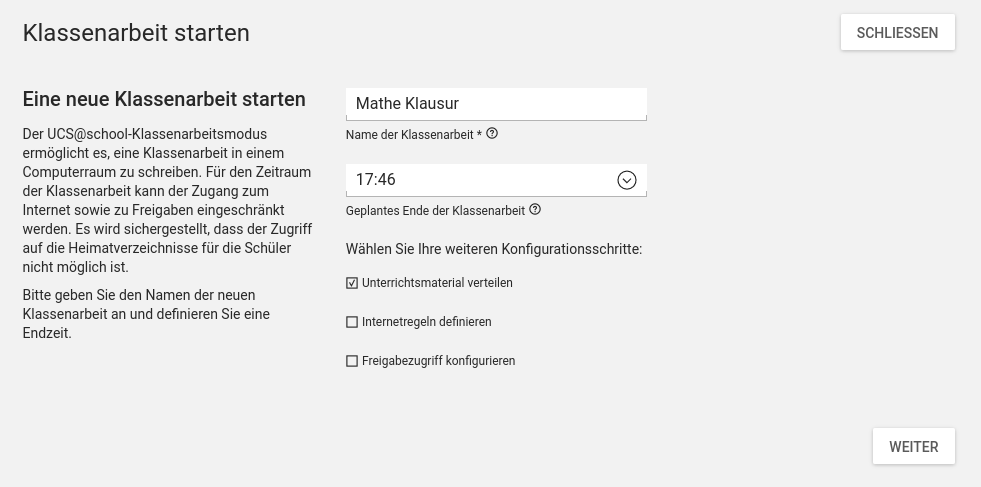 Klassenarbeit starten
SCHLIESSEN
Eine neue Klassenarbeit starten
Der UCS@school-Klassenarbeitsmodus
ermöglicht es, eine Klassenarbeit in einem
Computerraum zu schreiben. Für den Zeitraum
der Klassenarbeit kann der Zugang zum
Internet sowie zu Freigaben eingeschränkt
werden. Es wird sichergestellt, dass der Zugriff
auf die Heimatverzeichnisse für die Schüler
nicht möglich ist.
Bitte geben Sie den Namen der neuen
Klassenarbeit an und definieren Sie eine
Endzeit.
Mathe Klausur
Name der Klassenarbeit *
17:46
Geplantes Ende der Klassenarbeit
Wählen Sie Ihre weiteren Konfigurationsschritte:
Unterrichtsmaterial verteilen
Internetregeln definieren
Freigabezugriff konfigurieren
WEITER